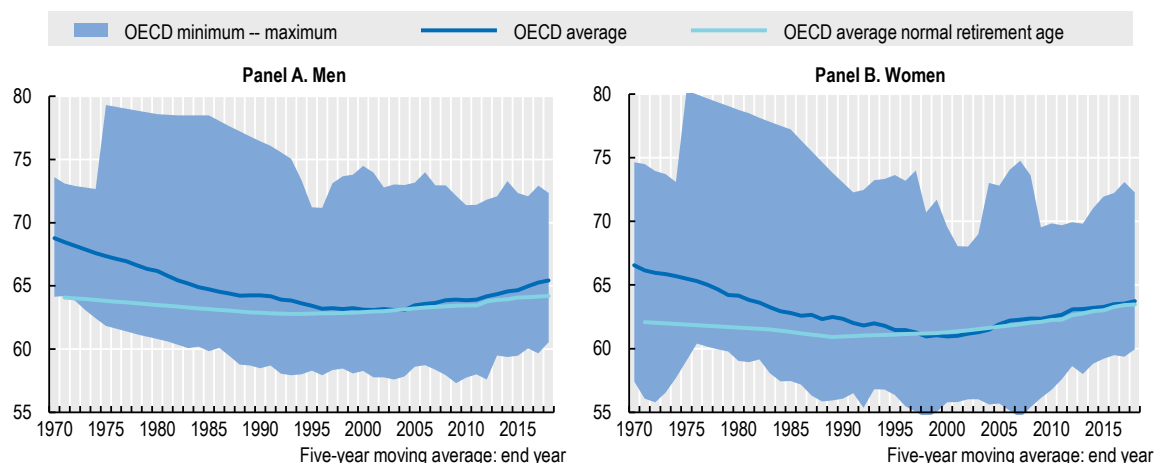 OECD minimum -- maximum OECD average OECD average normal retirement age
Panel A. Men
80
75
70
65
60
55
1970 1975 1980 1985 1990 1995 2000 2005 2010 2015
Five-year moving average: end year
Panel B. Women
80
75
70
65
60
55
1970 1975 1980 1985 1990 1995 2000 2005 2010 2015
Five-year moving average: end year